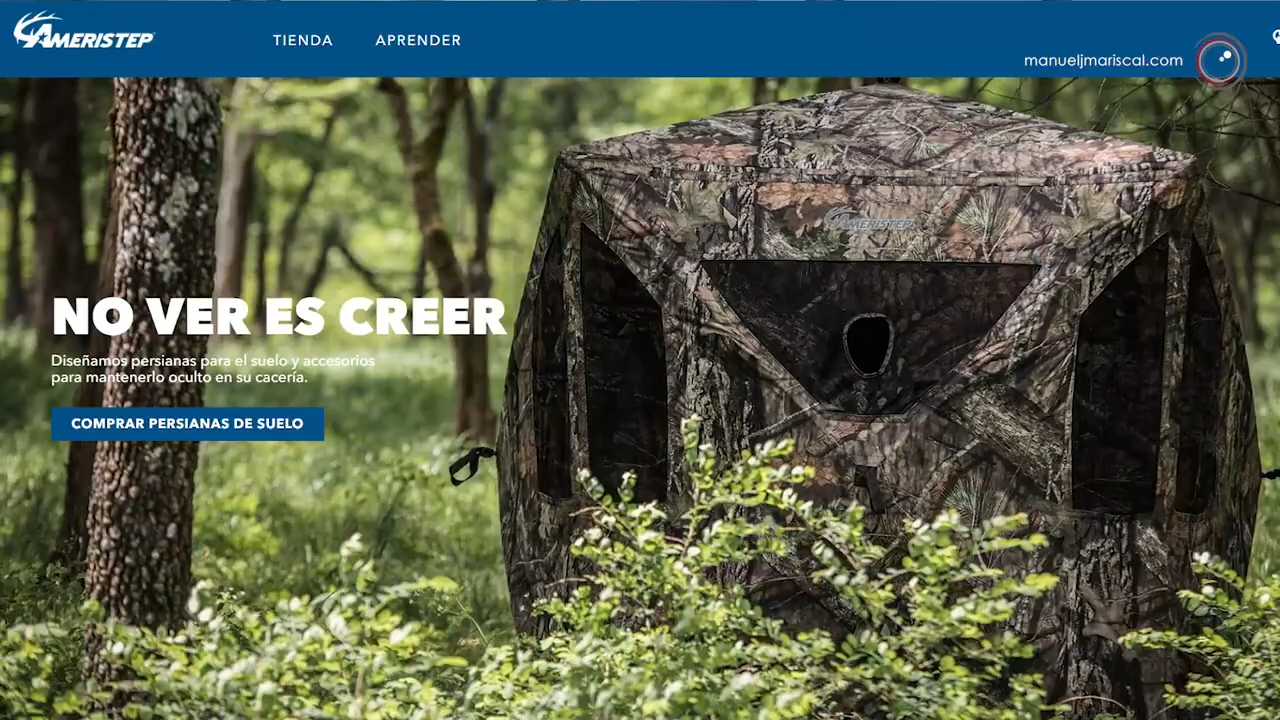 AMERISTEP
TIENDA
APRENDER
manueljmariscal.com
AMERISTEP
NO VER ES CREER
Diseñamos persianas para el suelo y accesorios
para mantenerlo oculto en su cacería.
COMPRAR PERSIANAS DE SUELO